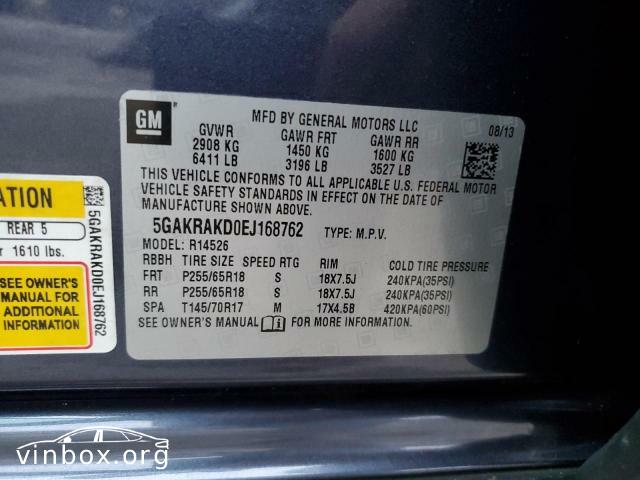 GM
MFD BY GENERAL MOTORS LLC 08/13
GVWR GAWR FRT GAWR RR
2908 KG 1450 KG 1600 KG
6411 LB 3196 LB 3527 LB
THIS VEHICLE CONFORMS TO ALL APPLICABLE U.S. FEDERAL MOTOR
VEHICLE SAFETY STANDARDS IN EFFECT ON THE DATE OF
MANUFACTURE SHOWN ABOVE.
5GAKRAKD0EJ168762 TYPE: M.P.V.
MODEL: R14526
RBBH TIRE SIZE SPEED RTG RIM COLD TIRE PRESSURE
FRT P255/65R18 S 18X7.5J 240KPA(35PSI)
RR P255/65R18 S 18X7.5J 240KPA(35PSI)
SPA T145/70R17 M 17X4.5B 420KPA(60PSI)
SEE OWNER'S MANUAL FOR MORE INFORMATION.
ATION
REAR 5
r 1610 lbs.
SEE OWNER'S
MANUAL FOR
ADDITIONAL
INFORMATION
5GAKRAKD0EJ168762
vinbox.org